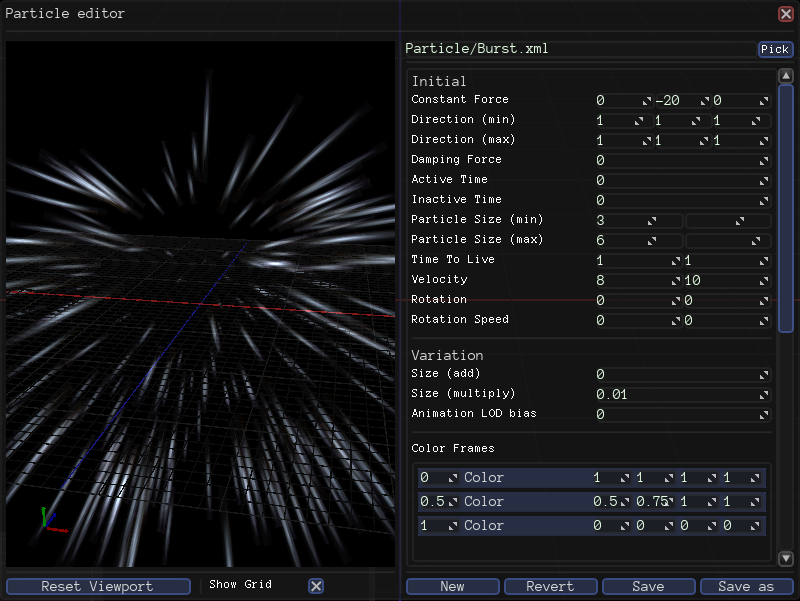 Particle editor
Particle/Burst.xml Pick
Initial
Constant Force 0 -20 0
Direction (min) 1 1 1
Direction (max) 1 1 1
Damping Force 0
Active Time 0
Inactive Time 0
Particle Size (min) 3
Particle Size (max) 6
Time To Live 1 1
Velocity 8 10
Rotation 0 0
Rotation Speed 0 0
Variation
Size (add) 0
Size (multiply) 0.01
Animation LOD bias 0
Color Frames
0 Color 1 1 1 1
0.5 Color 0.5 0.75 1 1
1 Color 0 0 0 0
Reset Viewport Show Grid New Revert Save Save as